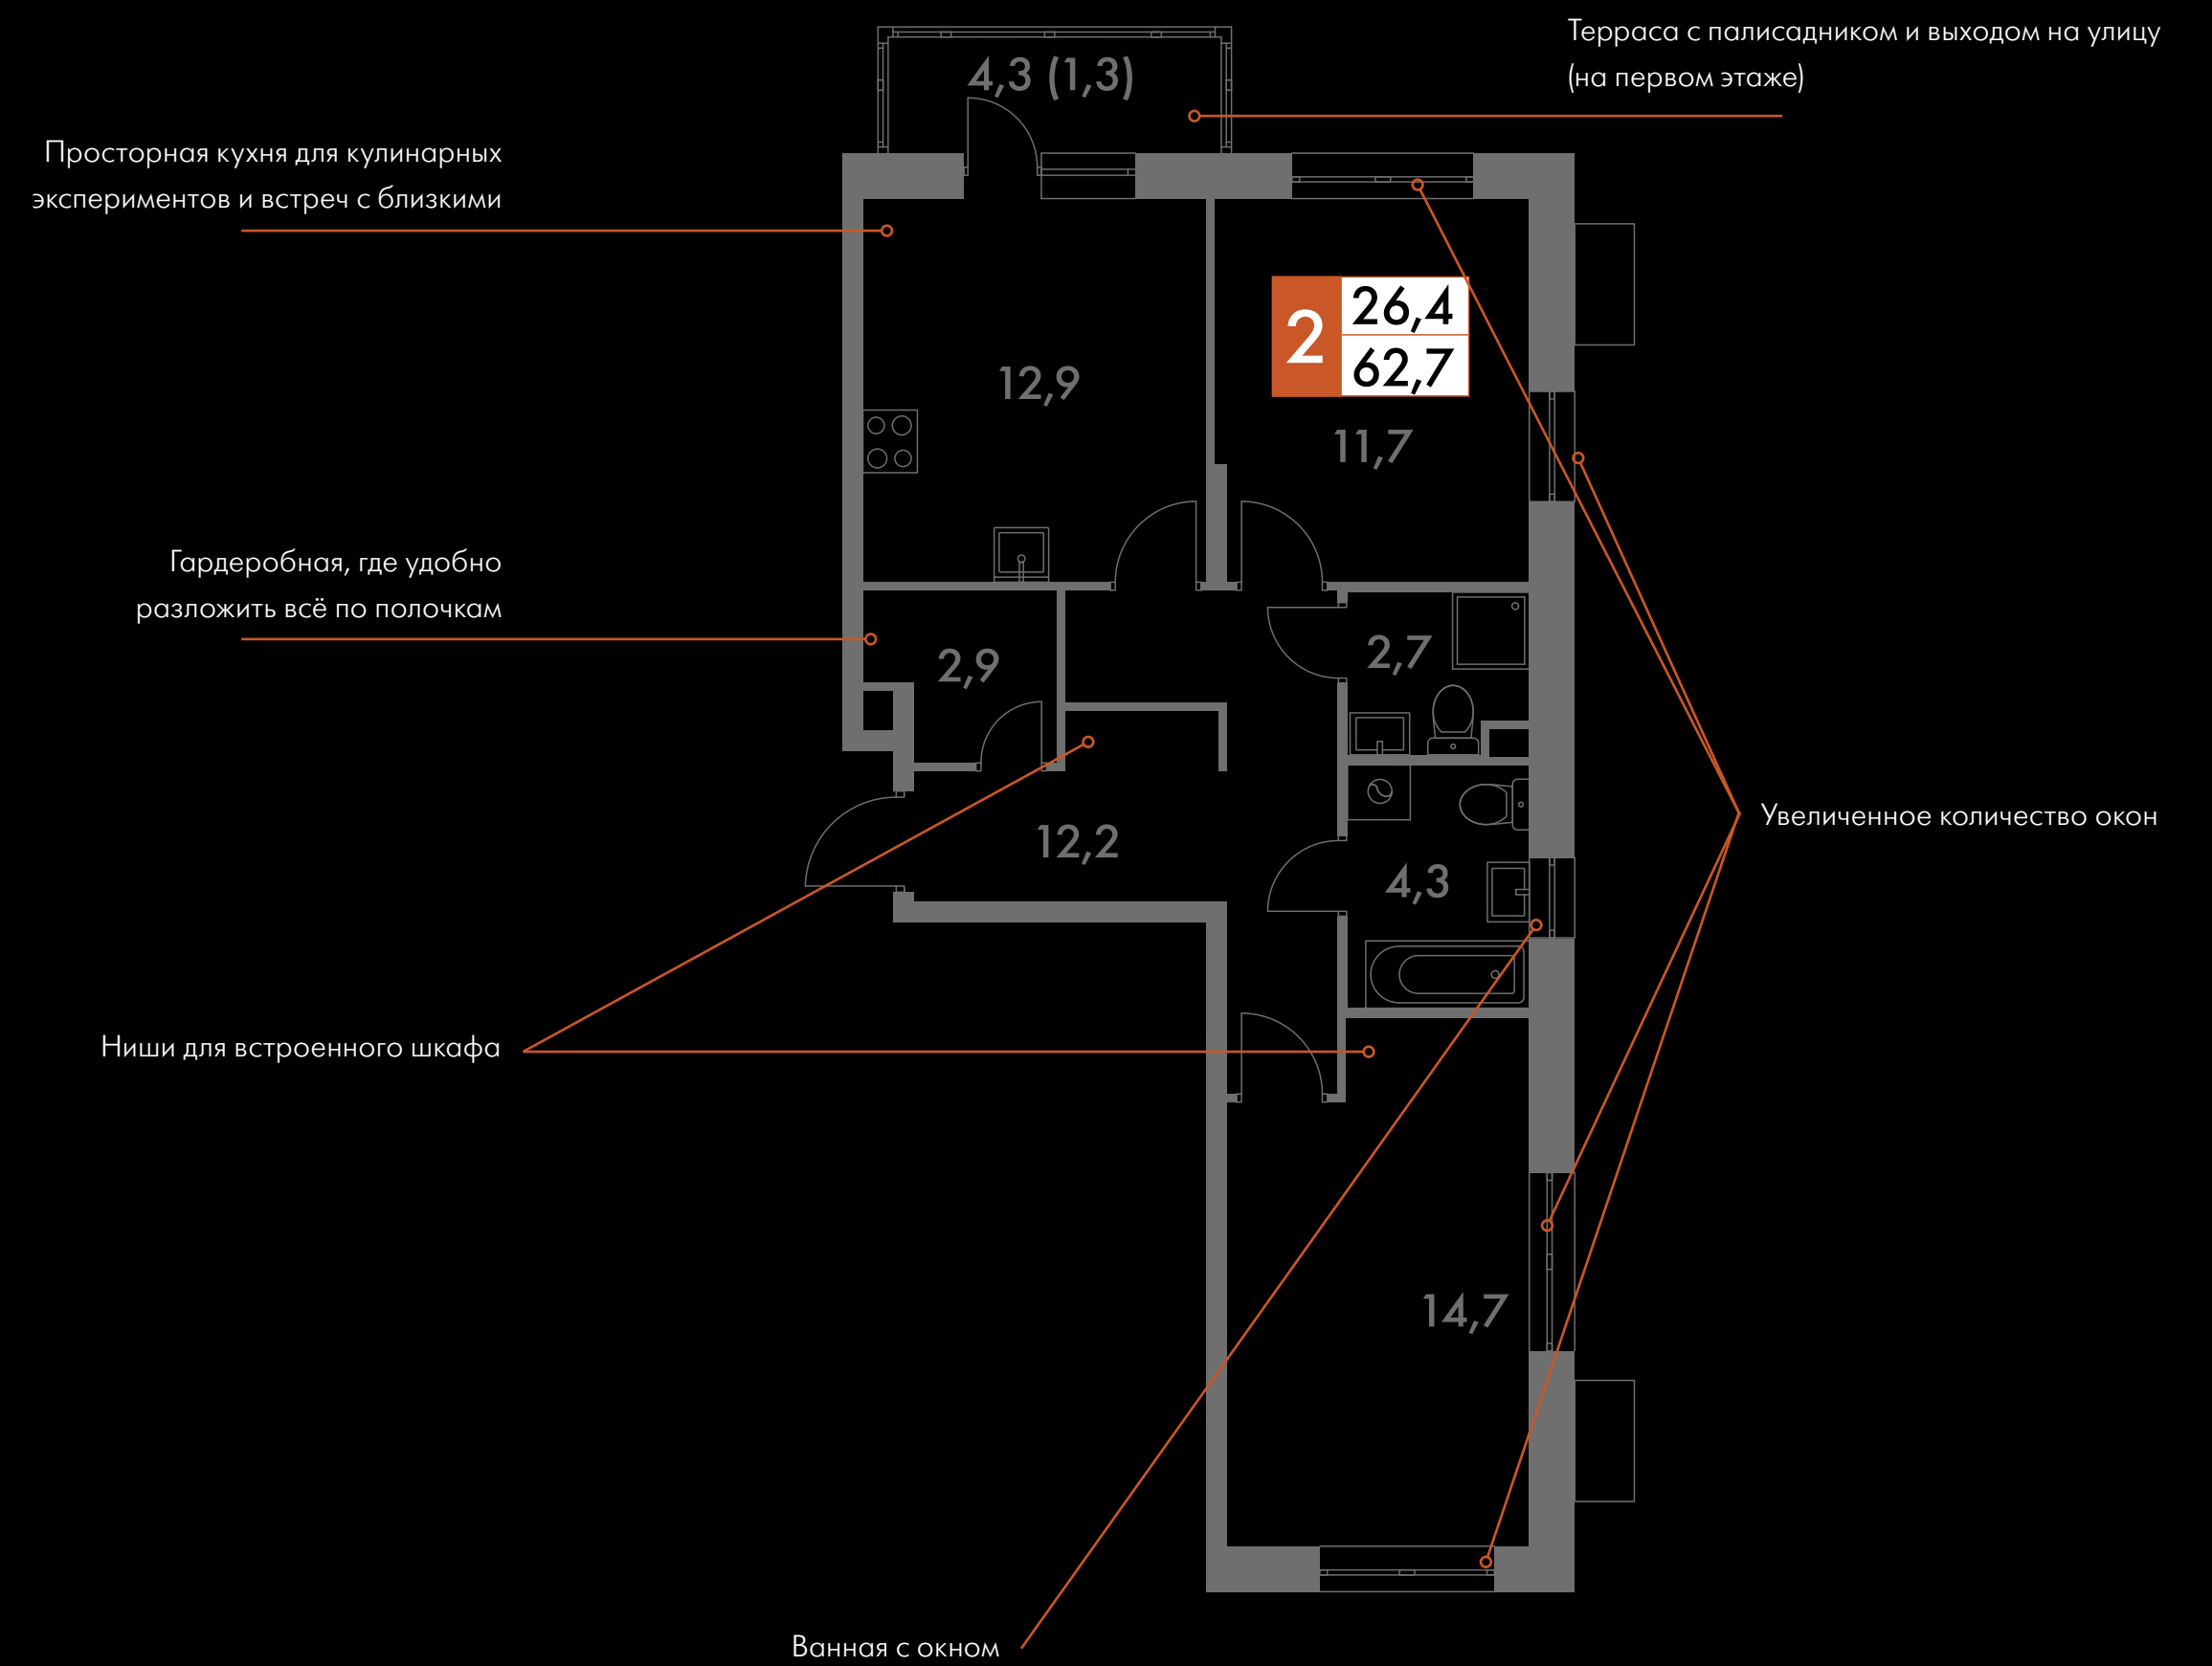 Терраса с палисадником и выходом на улицу
(на первом этаже)
4,3 (1,3)
Просторная кухня для кулинарных
экспериментов и встреч с близкими
2
26,4
62,7
12,9
11,7
Гардеробная, где удобно
разложить всё по полочкам
2,9
2,7
Увеличенное количество окон
12,2
4,3
Ниши для встроенного шкафа
14,7
Ванная с окном